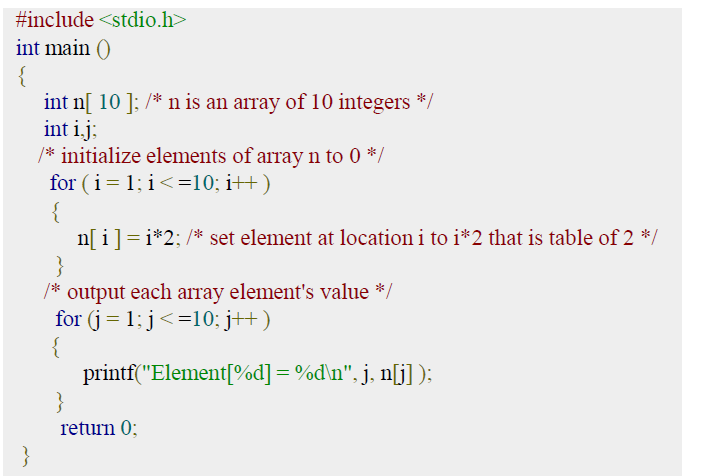 #include <stdio.h>
int main ()
{
int n[ 10 ]; /* n is an array of 10 integers */
int i,j;
/* initialize elements of array n to 0 */
for ( i = 1; i < =10; i++ )
{
n[ i ] = i*2; /* set element at location i to i*2 that is table of 2 */
}
/* output each array element's value */
for (j = 1; j < =10; j++ )
{
printf("Element[%d] = %d\n", j, n[j] );
}
return 0;
}